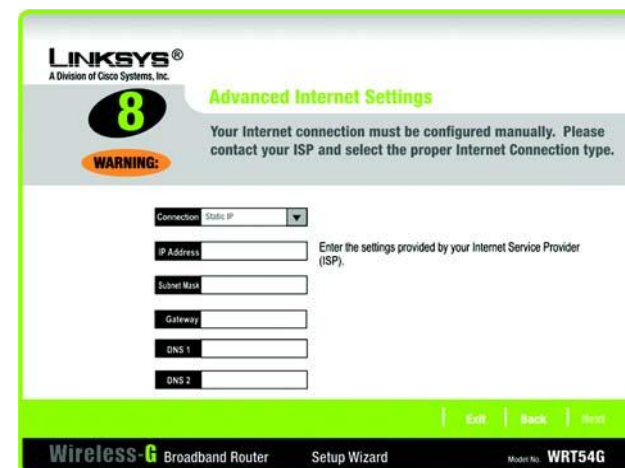 LINKSYS®
A Division of Cisco Systems, Inc.
8
Advanced Internet Settings
WARNING:
Your Internet connection must be configured manually. Please
contact your ISP and select the proper Internet Connection type.
Connection Static IP
IP Address
Enter the settings provided by your Internet Service Provider
(ISP).
Subnet Mask
Gateway
DNS 1
DNS 2
Exit Back Next
Wireless-G Broadband Router Setup Wizard Model No. WRT54G